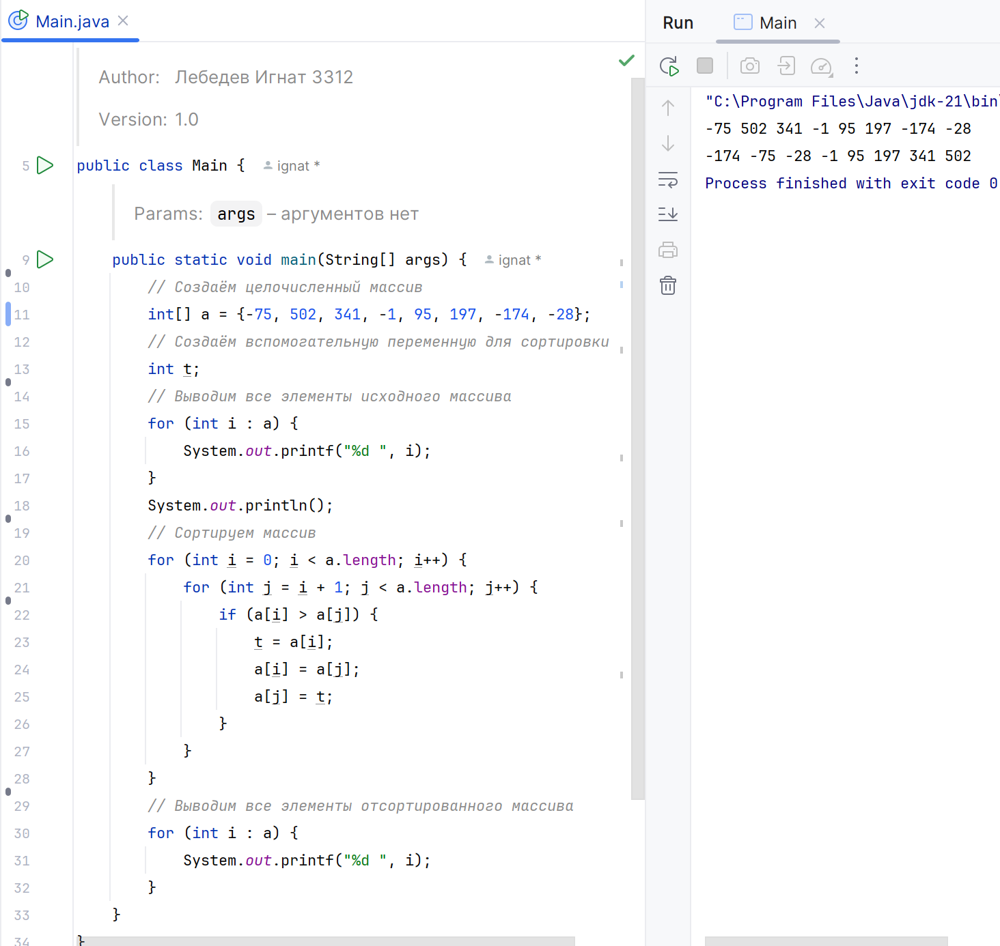 Main.java
Author: Лебедев Игнат 3312
Version: 1.0
5 public class Main { ignat *
Params: args – аргументов нет
9 public static void main(String[] args) { ignat *
10 // Создаём целочисленный массив
11 int[] a = {-75, 502, 341, -1, 95, 197, -174, -28};
12 // Создаём вспомогательную переменную для сортировки
13 int t;
14 // Выводим все элементы исходного массива
15 for (int i : a) {
16 System.out.printf("%d ", i);
17 }
18 System.out.println();
19 // Сортируем массив
20 for (int i = 0; i < a.length; i++) {
21 for (int j = i + 1; j < a.length; j++) {
22 if (a[i] > a[j]) {
23 t = a[i];
24 a[i] = a[j];
25 a[j] = t;
26 }
27 }
28 }
29 // Выводим все элементы отсортированного массива
30 for (int i : a) {
31 System.out.printf("%d ", i);
32 }
33 }
34 }
Run Main
"C:\Program Files\Java\jdk-21\bin\
-75 502 341 -1 95 197 -174 -28
-174 -75 -28 -1 95 197 341 502
Process finished with exit code 0